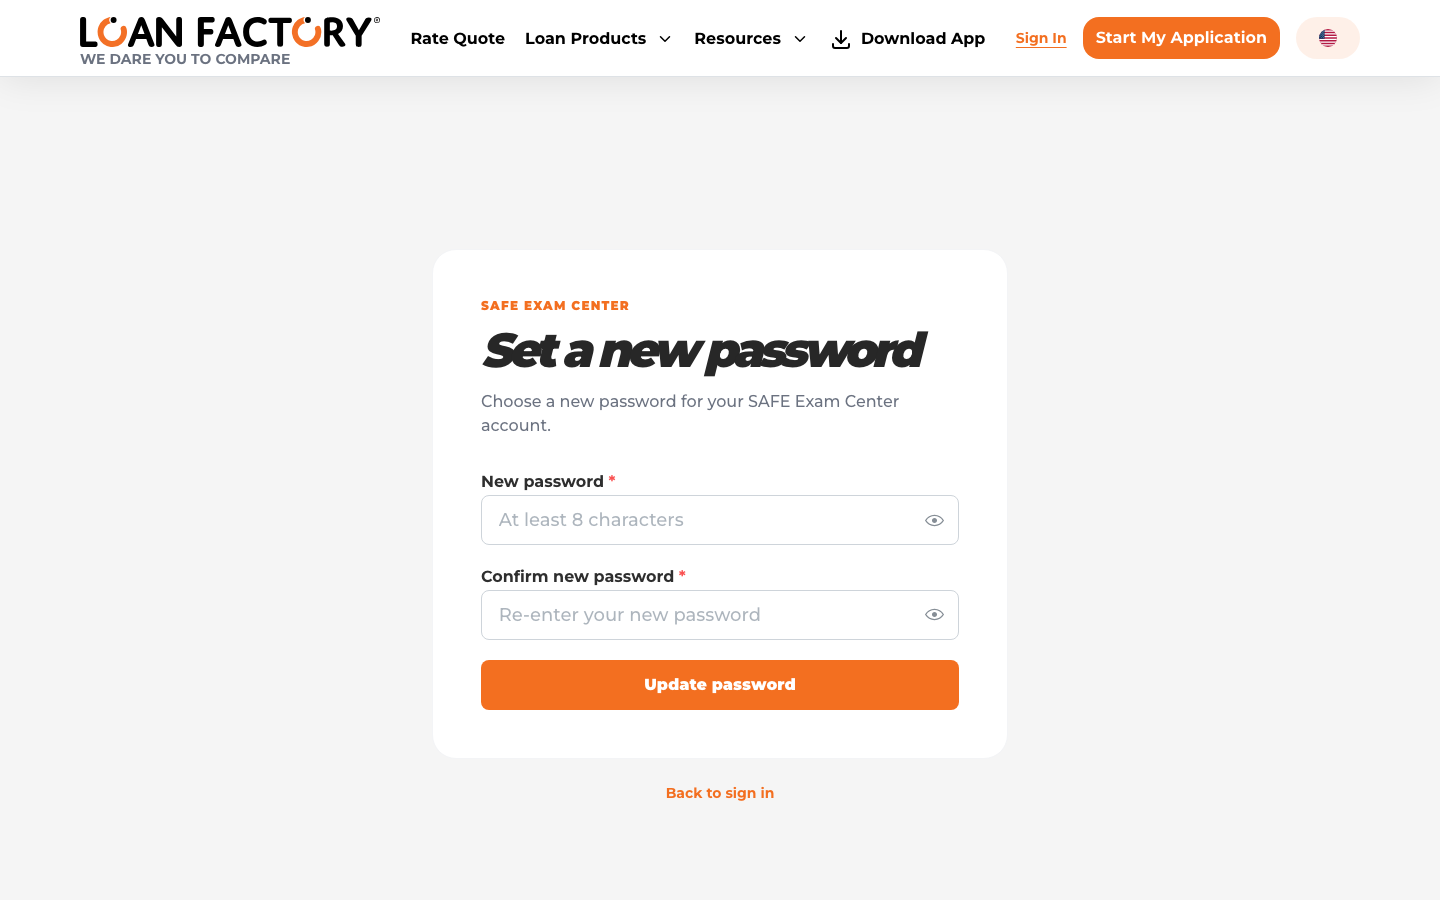 LOAN FACTORY®
WE DARE YOU TO COMPARE
Rate Quote
Loan Products
Resources
Download App
Sign In
Start My Application
SAFE EXAM CENTER
Set a new password
Choose a new password for your SAFE Exam Center
account.
New password *
At least 8 characters
Confirm new password *
Re-enter your new password
Update password
Back to sign in